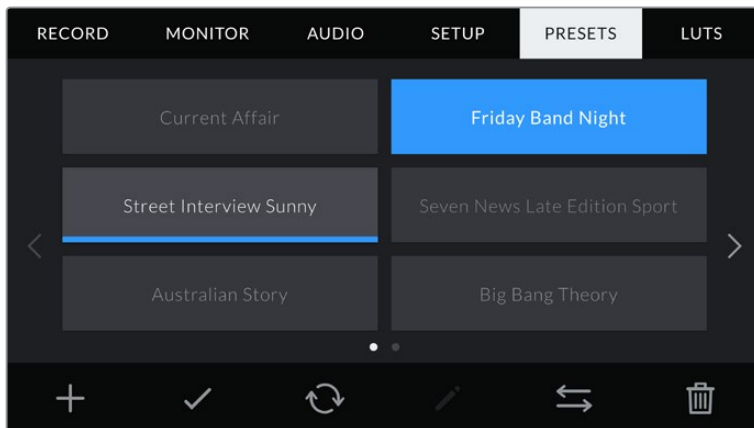 RECORD MONITOR AUDIO SETUP PRESETS LUTS
Current Affair Friday Band Night
Street Interview Sunny Seven News Late Edition Sport
Australian Story Big Bang Theory